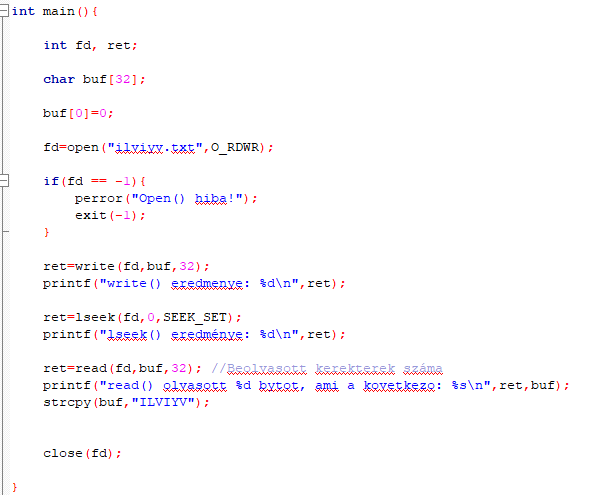 int main(){
int fd, ret;
char buf[32];
buf[0]=0;
fd=open("ilviyv.txt",O_RDWR);
if(fd == -1){
perror("Open() hiba!");
exit(-1);
}
ret=write(fd,buf,32);
printf("write() eredmenye: %d\n",ret);
ret=lseek(fd,0,SEEK_SET);
printf("lseek() eredménye: %d\n",ret);
ret=read(fd,buf,32); //Beolvasott kerekterek száma
printf("read() olvasott %d bytot, ami a kovetkezo: %s\n",ret,buf);
strcpy(buf,"ILVIYV");
close(fd);
}